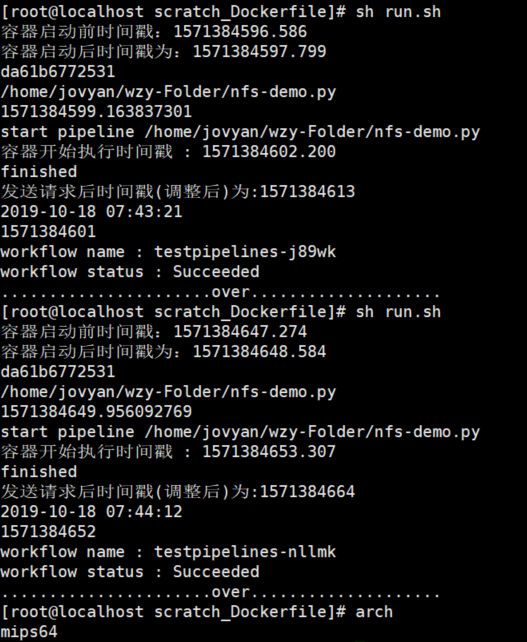 [root@localhost scratch_Dockerfile]# sh run.sh
容器启动前时间戳：1571384596.586
容器启动后时间戳为：1571384597.799
da61b6772531
/home/jovyan/wzy-Folder/nfs-demo.py
1571384599.163837301
start pipeline /home/jovyan/wzy-Folder/nfs-demo.py
容器开始执行时间戳 : 1571384602.200
finished
发送请求后时间戳(调整后)为:1571384613
2019-10-18 07:43:21
1571384601
workflow name : testpipelines-j89wk
workflow status : Succeeded
......................over....................
[root@localhost scratch_Dockerfile]# sh run.sh
容器启动前时间戳：1571384647.274
容器启动后时间戳为：1571384648.584
da61b6772531
/home/jovyan/wzy-Folder/nfs-demo.py
1571384649.956092769
start pipeline /home/jovyan/wzy-Folder/nfs-demo.py
容器开始执行时间戳 : 1571384653.307
finished
发送请求后时间戳(调整后)为:1571384664
2019-10-18 07:44:12
1571384652
workflow name : testpipelines-nllmk
workflow status : Succeeded
......................over....................
[root@localhost scratch_Dockerfile]# arch
mips64